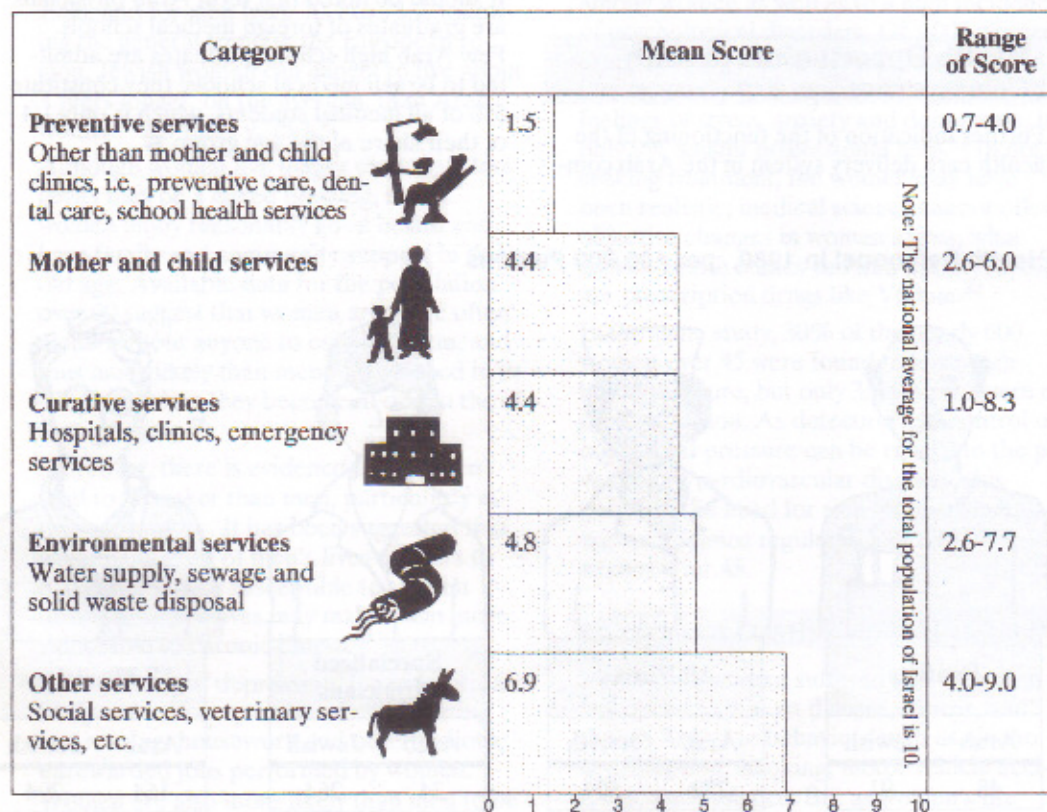 Category
Mean Score
Range
of Score
Preventive services
Other than mother and child
clinics, i.e, preventive care, den-
tal care, school health services
1.5
0.7-4.0
Mother and child services
4.4
2.6-6.0
Curative services
Hospitals, clinics, emergency
services
4.4
1.0-8.3
Environmental services
Water supply, sewage and
solid waste disposal
4.8
2.6-7.7
Other services
Social services, veterinary ser-
vices, etc.
6.9
4.0-9.0
0 1 2 3 4 5 6 7 8 9 10
Note: The national average for the total population of Israel is 10.